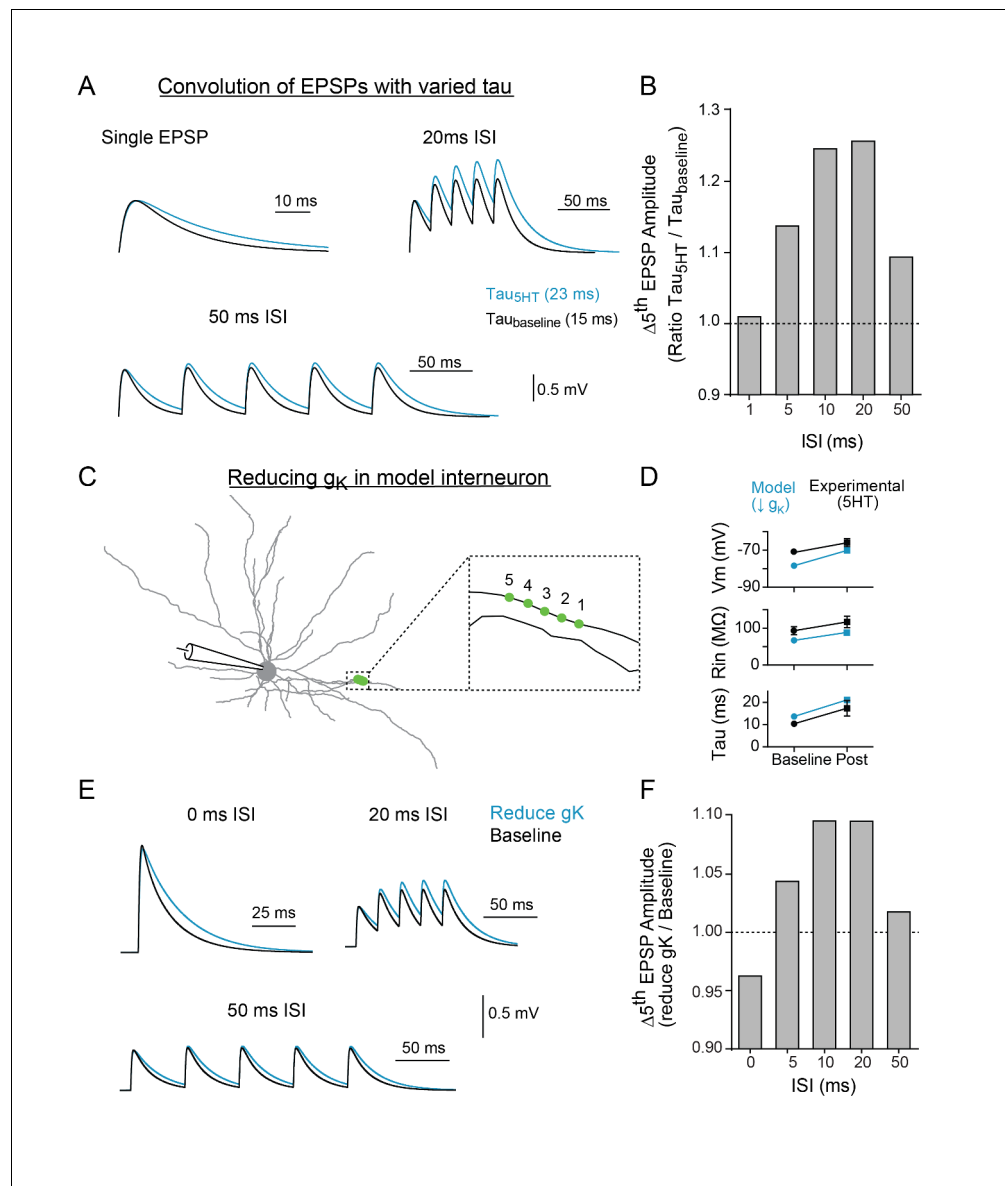 A
Convolution of EPSPs with varied tau
Single EPSP
10 ms
20ms ISI
50 ms
Tau5HT (23 ms)
Taubaseline (15 ms)
50 ms ISI
50 ms
0.5 mV
B
Δ5th EPSP Amplitude
(Ratio Tau5HT / Taubaseline)
1.3
1.2
1.1
1.0
0.9
1 5 10 20 50
ISI (ms)
C
Reducing gK in model interneuron
5 4 3 2 1
D
Model
(↓ gK)
Experimental
(5HT)
Vm (mV)
-70
-90
Rin (MΩ)
100
0
Tau (ms)
20
10
0
Baseline Post
E
0 ms ISI
25 ms
20 ms ISI
Reduce gK
Baseline
50 ms
50 ms ISI
50 ms
0.5 mV
F
Δ5th EPSP Amplitude
(reduce gK / Baseline)
1.10
1.05
1.00
0.95
0.90
0 5 10 20 50
ISI (ms)